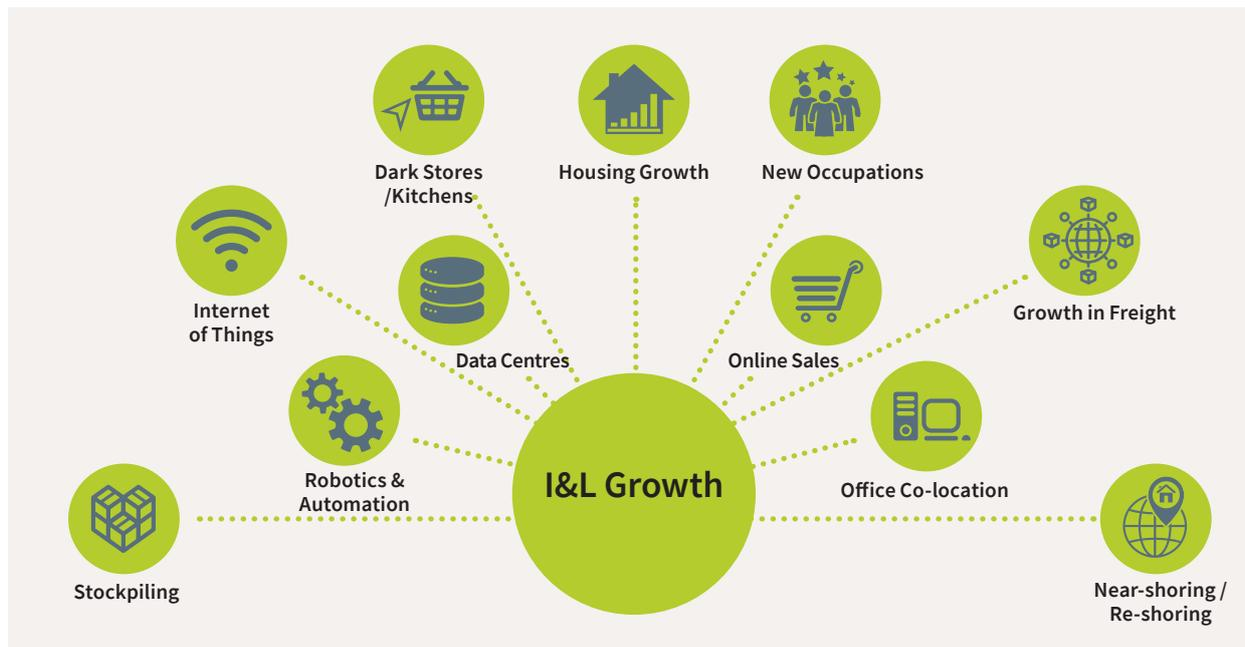 Dark Stores
/Kitchens
Housing Growth
New Occupations
Internet
of Things
Growth in Freight
Data Centres
Online Sales
Robotics &
Automation
I&L Growth
Office Co-location
Stockpiling
Near-shoring /
Re-shoring